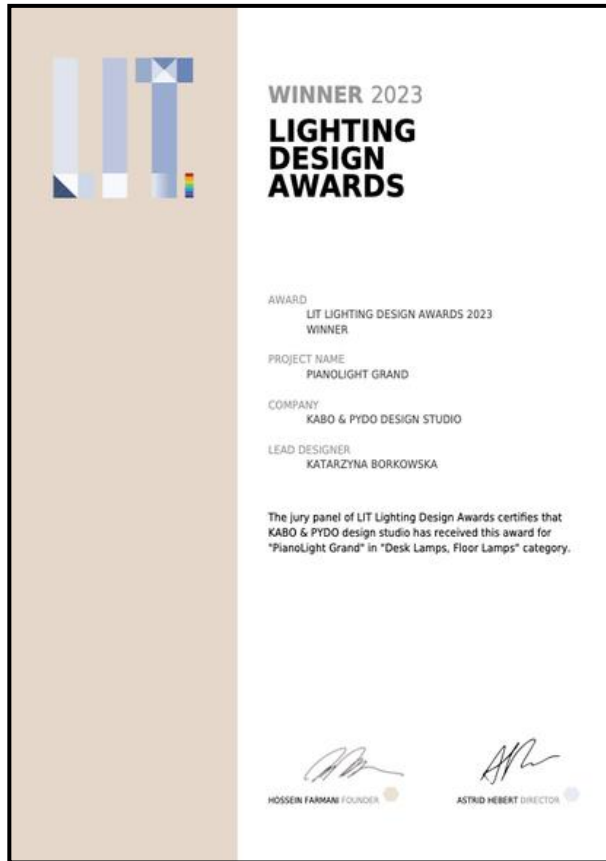 LIT
WINNER 2023
LIGHTING
DESIGN
AWARDS
AWARD
LIT LIGHTING DESIGN AWARDS 2023
WINNER
PROJECT NAME
PIANOLIGHT GRAND
COMPANY
KABO & PYDO DESIGN STUDIO
LEAD DESIGNER
KATARZYNA BORKOWSKA
The jury panel of LIT Lighting Design Awards certifies that
KABO & PYDO design studio has received this award for
"PianoLight Grand" in "Desk Lamps, Floor Lamps" category.
HOSSEIN FARMANI FOUNDER
ASTRID HEBERT DIRECTOR